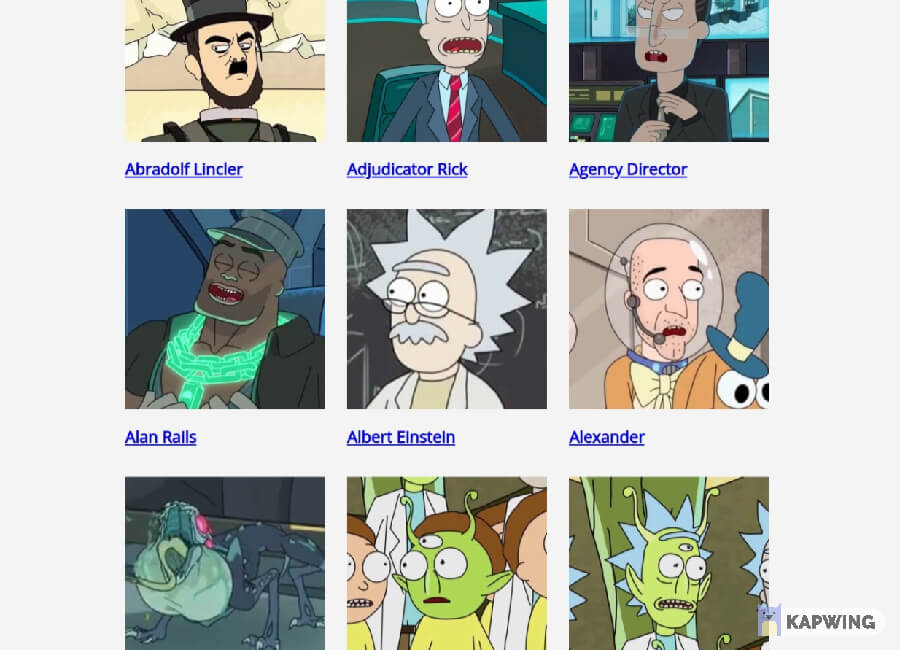 Abradolf Lincler
Adjudicator Rick
Agency Director
Alan Rails
Albert Einstein
Alexander
KAPWING